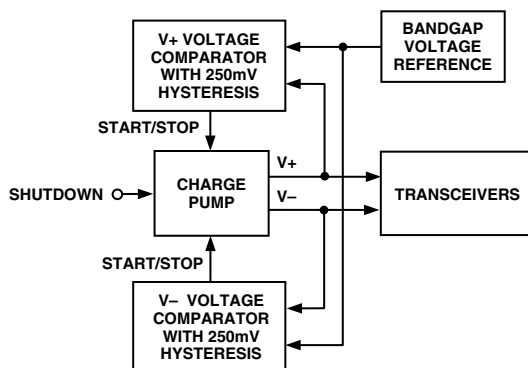 V+ VOLTAGE
COMPARATOR
WITH 250mV
HYSTERESIS
BANDGAP
VOLTAGE
REFERENCE
START/STOP
V+
SHUTDOWN
CHARGE
PUMP
TRANSCEIVERS
V–
START/STOP
V– VOLTAGE
COMPARATOR
WITH 250mV
HYSTERESIS